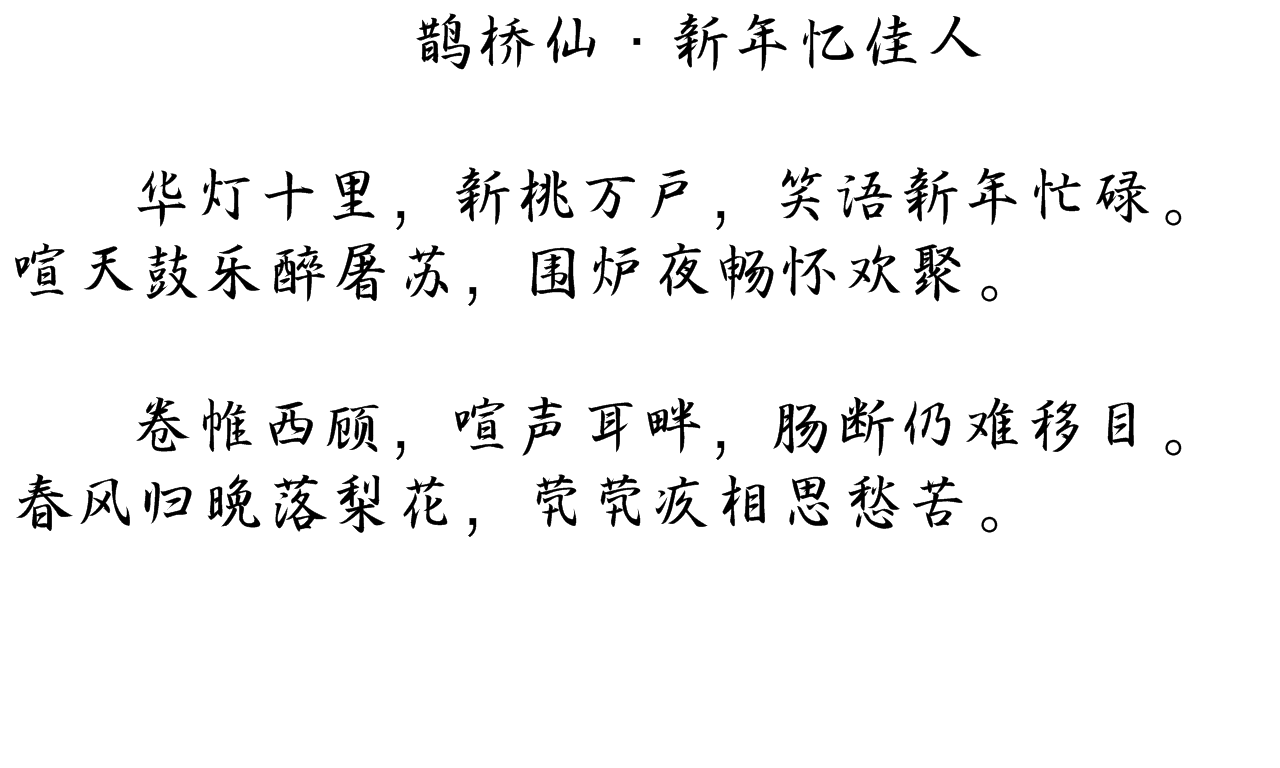 鹊桥仙·新年忆佳人
华灯十里，新桃万户，笑语新年忙碌。
喧天鼓乐醉屠苏，围炉夜畅怀欢聚。
卷帷西顾，喧声耳畔，肠断仍难移目。
春风归晚落梨花，茕茕疚相思愁苦。